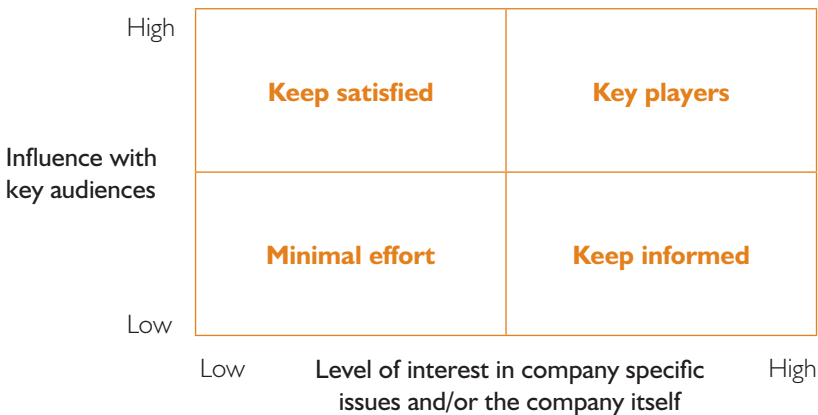 High
Keep satisfied
Key players
Influence with
key audiences
Minimal effort
Keep informed
Low
Low
Level of interest in company specific
issues and/or the company itself
High